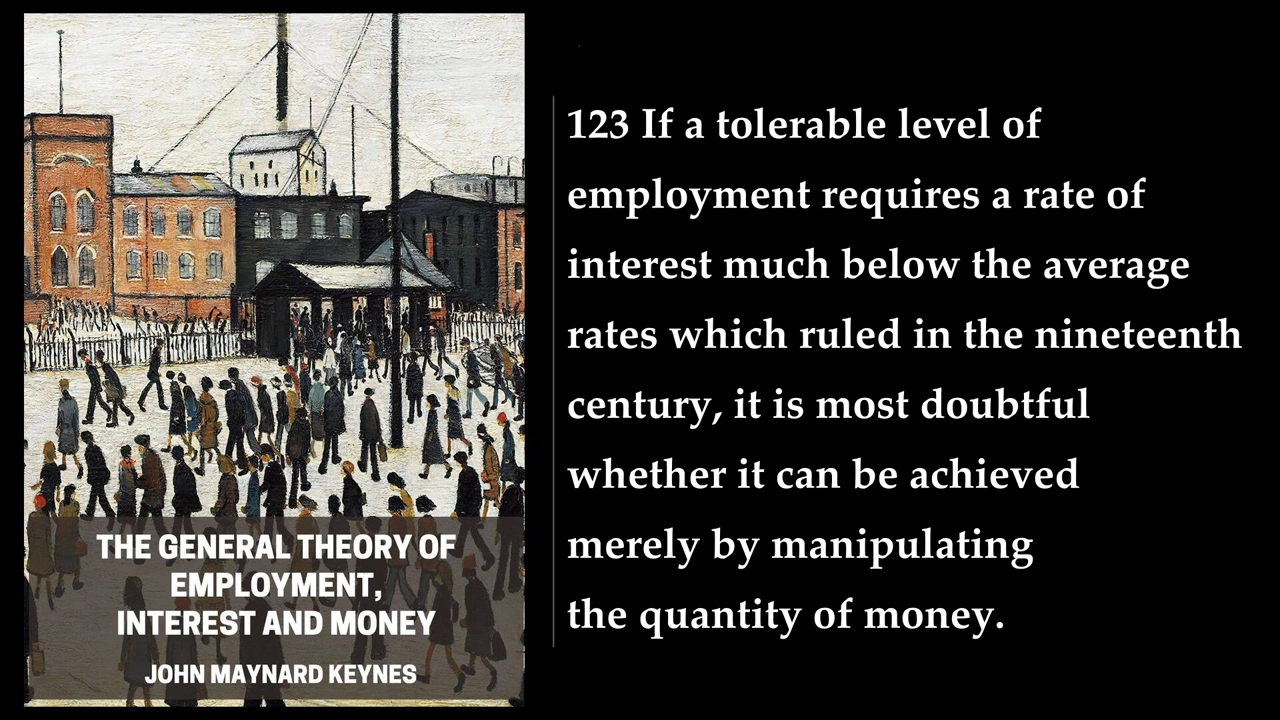 THE GENERAL THEORY OF
EMPLOYMENT,
INTEREST AND MONEY
JOHN MAYNARD KEYNES
123 If a tolerable level of
employment requires a rate of
interest much below the average
rates which ruled in the nineteenth
century, it is most doubtful
whether it can be achieved
merely by manipulating
the quantity of money.